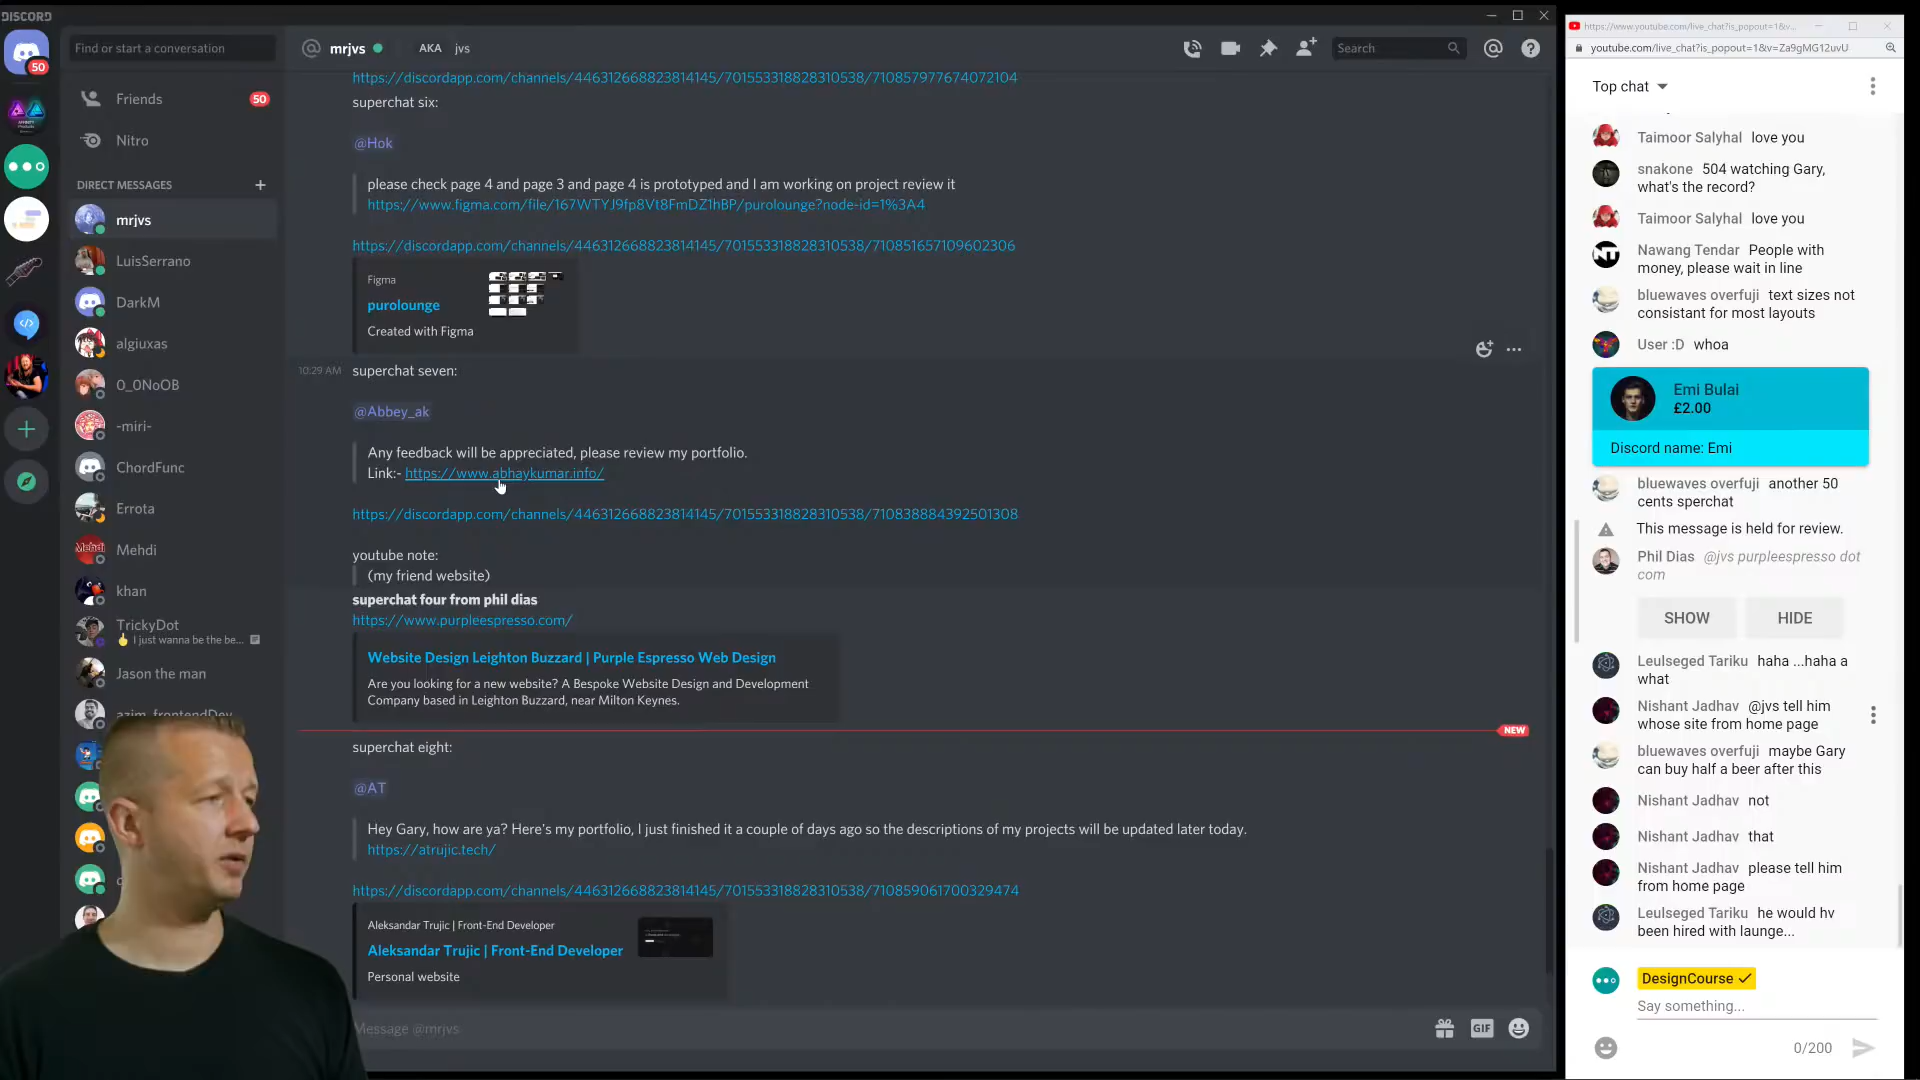 DISCORD
50
Find or start a conversation
Friends
50
Nitro
DIRECT MESSAGES
mrjvs
LuisSerrano
DarkM
algiuxas
0_0NoOB
-miri-
ChordFunc
Errota
Mehdi
khan
TrickyDot
I just wanna be the be...
Jason the man
azim_frontendDev
mrjvs
AKA jvs
Search
https://discordapp.com/channels/446312668823814145/701553318828310538/710857977674072104
superchat six:
@Hok
please check page 4 and page 3 and page 4 is prototyped and I am working on project review it
https://www.figma.com/file/167WTYJ9fp8Vt8FmDZ1hBP/purolounge?node-id=1%3A4
https://discordapp.com/channels/446312668823814145/701553318828310538/710851657109602306
Figma
purolounge
Created with Figma
10:29 AM
superchat seven:
@Abbey_ak
Any feedback will be appreciated, please review my portfolio.
Link:- https://www.abhaykumar.info/
https://discordapp.com/channels/446312668823814145/701553318828310538/710838884392501308
youtube note:
(my friend website)
superchat four from phil dias
https://www.purpleespresso.com/
Website Design Leighton Buzzard | Purple Espresso Web Design
Are you looking for a new website? A Bespoke Website Design and Development
Company based in Leighton Buzzard, near Milton Keynes.
NEW
superchat eight:
@AT
Hey Gary, how are ya? Here's my portfolio, I just finished it a couple of days ago so the descriptions of my projects will be updated later today.
https://atrujic.tech/
https://discordapp.com/channels/446312668823814145/701553318828310538/710859061700329474
Aleksandar Trujic | Front-End Developer
Aleksandar Trujic | Front-End Developer
Personal website
Message @mrjvs
GIF
https://www.youtube.com/live_chat?is_popout=1&v...
youtube.com/live_chat?is_popout=1&v=Za9gMG12uvU
Top chat
Taimoor Salyhal love you
snakone 504 watching Gary,
what's the record?
Taimoor Salyhal love you
Nawang Tendar People with
money, please wait in line
bluewaves overfuji text sizes not
consistant for most layouts
User :D whoa
Emi Bulai
£2.00
Discord name: Emi
bluewaves overfuji another 50
cents sperchat
This message is held for review.
Phil Dias @jvs purpleespresso dot
com
SHOW
HIDE
Leulseged Tariku haha ...haha a
what
Nishant Jadhav @jvs tell him
whose site from home page
bluewaves overfuji maybe Gary
can buy half a beer after this
Nishant Jadhav not
Nishant Jadhav that
Nishant Jadhav please tell him
from home page
Leulseged Tariku he would hv
been hired with launge...
DesignCourse
Say something...
0/200